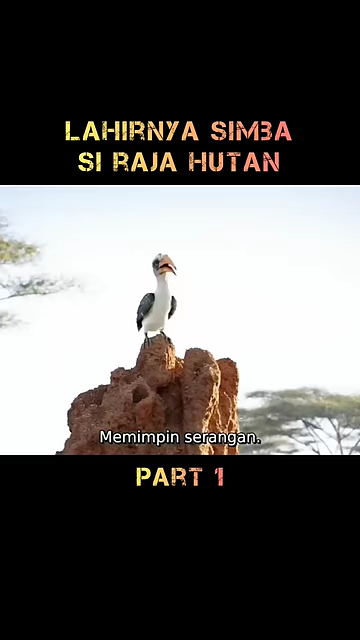 LAHIRNYA SIMBA
SI RAJA HUTAN
Memimpin serangan.
PART 1